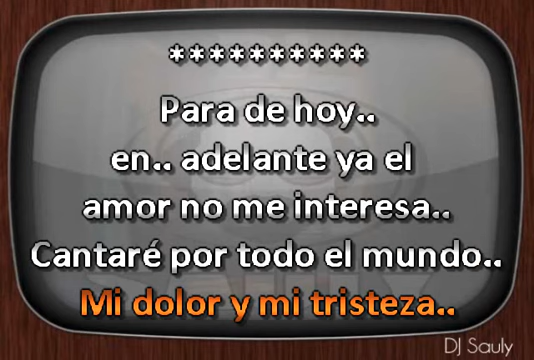 **********
Para de hoy..
en.. adelante ya el
amor no me interesa..
Cantaré por todo el mundo..
Mi dolor y mi tristeza..
DJ Sauly